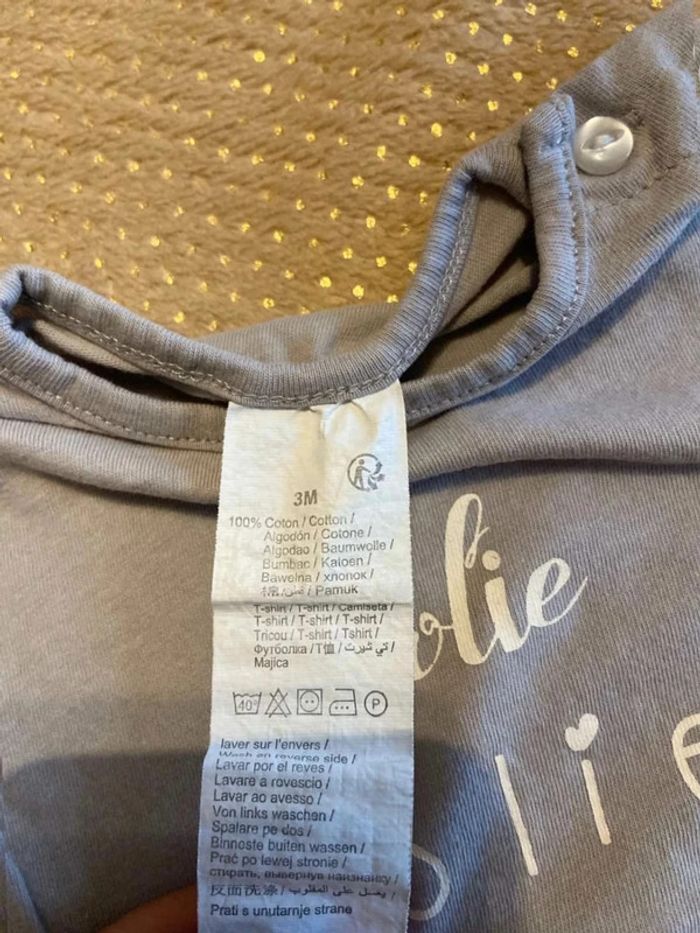 3M
100% Coton / Cotton /
Algodón / Cotone /
Algodao / Baumwolle /
Bumbac / Katoen /
Bawełna / хлопок /
棉 / قطن / Pamuk
T-shirt / T-shirt / Camiseta /
T-shirt / T-shirt / T-shirt /
Tricou / T-shirt / Tshirt /
Футболка / T恤 / تي شيرت /
Majica
40°
P
laver sur l'envers /
Wash on reverse side /
Lavar por el reves /
Lavare a rovescio /
Lavar ao avesso /
Von links waschen /
Spalare pe dos /
Binnoste buiten wassen /
Prać po lewej stronie /
стирать, вывернув наизнанку /
反面洗涤 / يغسل على المقلوب /
Prati s unutarnje strane
olie
lie